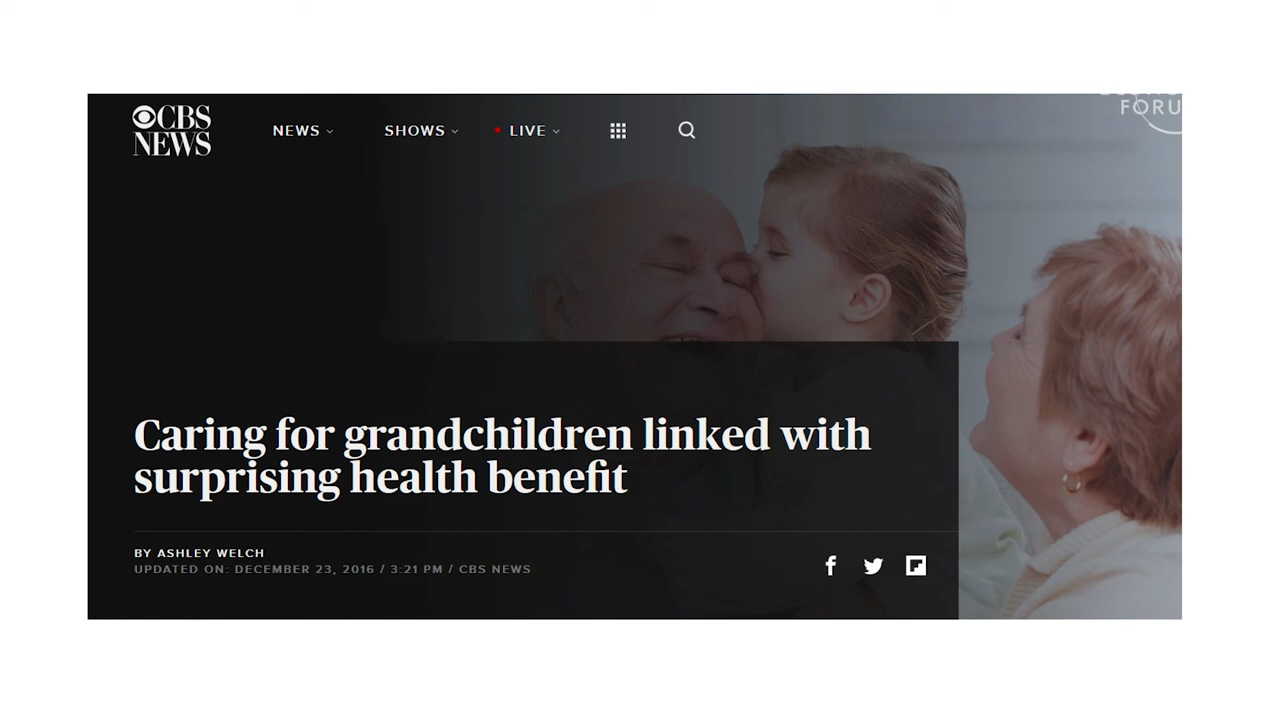 CBS NEWS
NEWS
SHOWS
LIVE
FORU
Caring for grandchildren linked with
surprising health benefit
BY ASHLEY WELCH
UPDATED ON: DECEMBER 23, 2016 / 3:21 PM / CBS NEWS